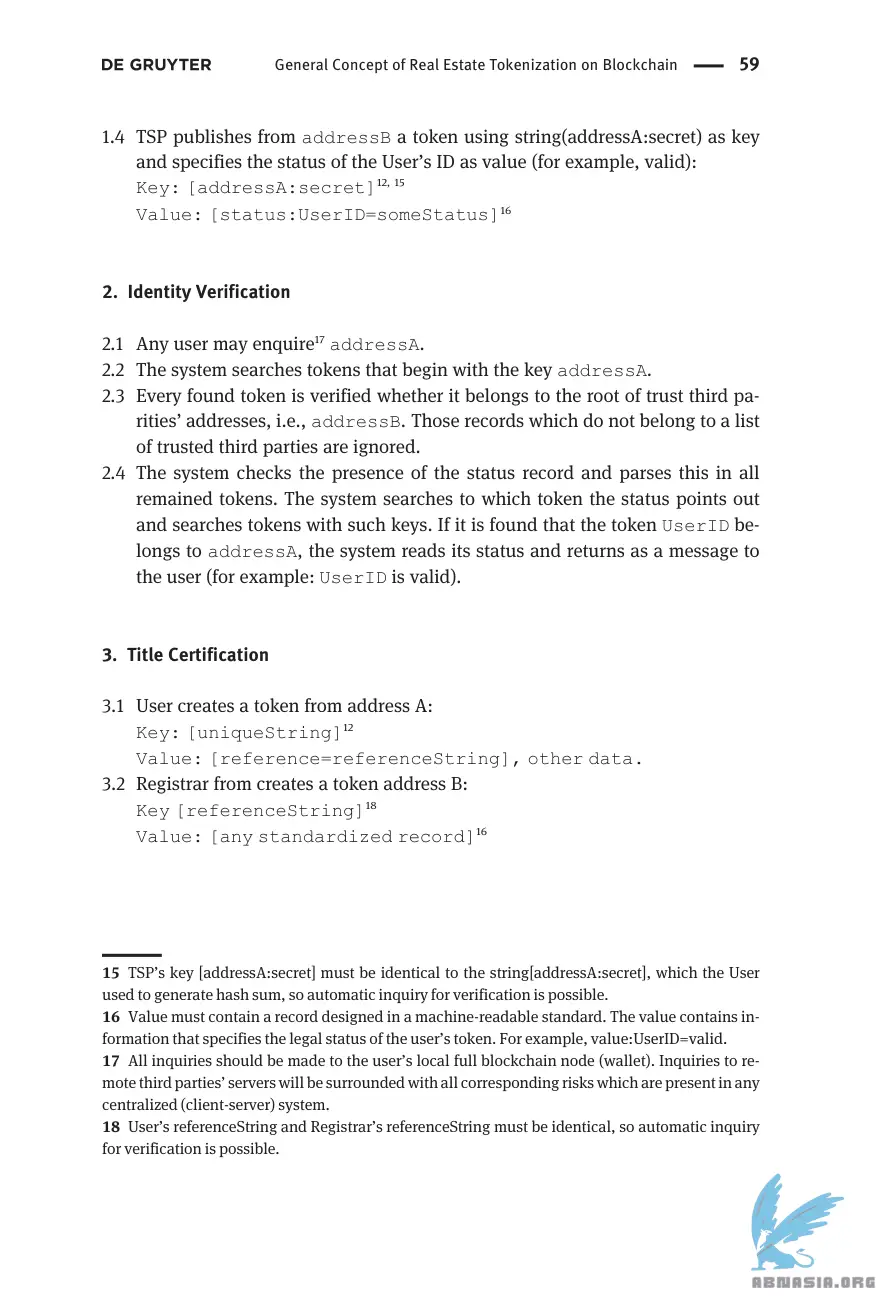 DE GRUYTER General Concept of Real Estate Tokenization on Blockchain — 59
1.4 TSP publishes from addressB a token using string(addressA:secret) as key
and specifies the status of the User’s ID as value (for example, valid):
Key: [addressA:secret]12, 15
Value: [status:UserID=someStatus]16
2. Identity Verification
2.1 Any user may enquire17 addressA.
2.2 The system searches tokens that begin with the key addressA.
2.3 Every found token is verified whether it belongs to the root of trust third pa-
rities’ addresses, i.e., addressB. Those records which do not belong to a list
of trusted third parties are ignored.
2.4 The system checks the presence of the status record and parses this in all
remained tokens. The system searches to which token the status points out
and searches tokens with such keys. If it is found that the token UserID be-
longs to addressA, the system reads its status and returns as a message to
the user (for example: UserID is valid).
3. Title Certification
3.1 User creates a token from address A:
Key: [uniqueString]12
Value: [reference=referenceString], other data.
3.2 Registrar from creates a token address B:
Key [referenceString]18
Value: [any standardized record]16
15 TSP’s key [addressA:secret] must be identical to the string[addressA:secret], which the User
used to generate hash sum, so automatic inquiry for verification is possible.
16 Value must contain a record designed in a machine-readable standard. The value contains in-
formation that specifies the legal status of the user’s token. For example, value:UserID=valid.
17 All inquiries should be made to the user’s local full blockchain node (wallet). Inquiries to re-
mote third parties’ servers will be surrounded with all corresponding risks which are present in any
centralized (client-server) system.
18 User’s referenceString and Registrar’s referenceString must be identical, so automatic inquiry
for verification is possible.
ABNASIA.ORG